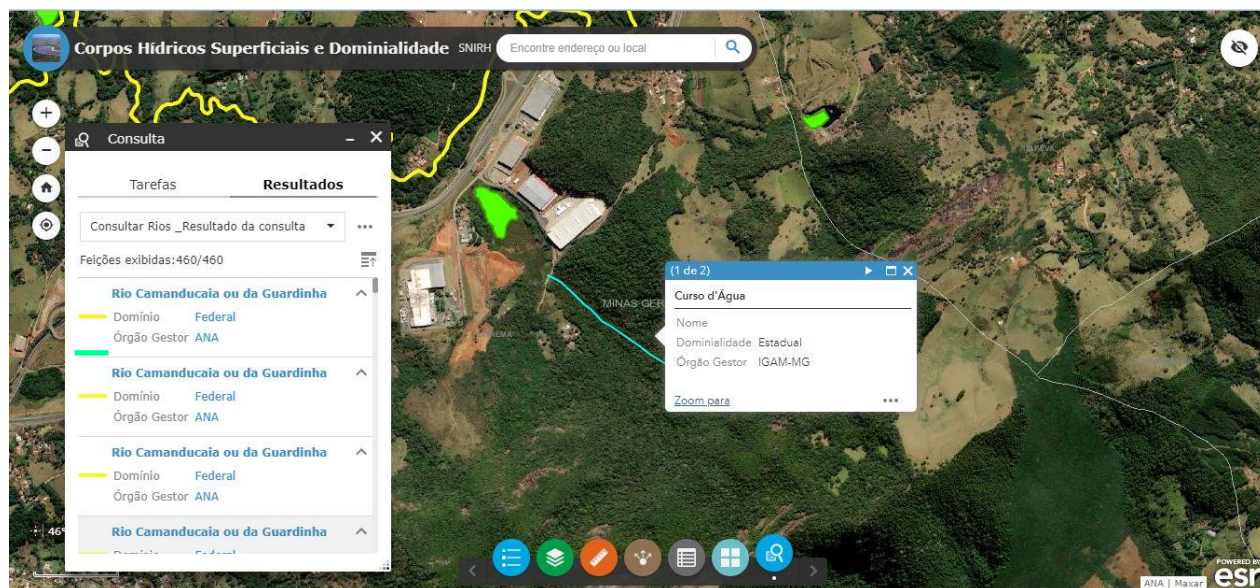 Corpos Hídricos Superficiais e Dominialidade SNIRH Encontre endereço ou local
Consulta
Tarefas Resultados
Consultar Rios _Resultado da consulta
Feições exibidas:460/460
Rio Camanducaia ou da Guardinha
Domínio Federal
Órgão Gestor ANA
Rio Camanducaia ou da Guardinha
Domínio Federal
Órgão Gestor ANA
Rio Camanducaia ou da Guardinha
Domínio Federal
Órgão Gestor ANA
Rio Camanducaia ou da Guardinha
Domínio Federal
MINAS GER
(1 de 2)
Curso d'Água
Nome
Dominialidade Estadual
Órgão Gestor IGAM-MG
Zoom para
ANA | Maxar
POWERED
esri